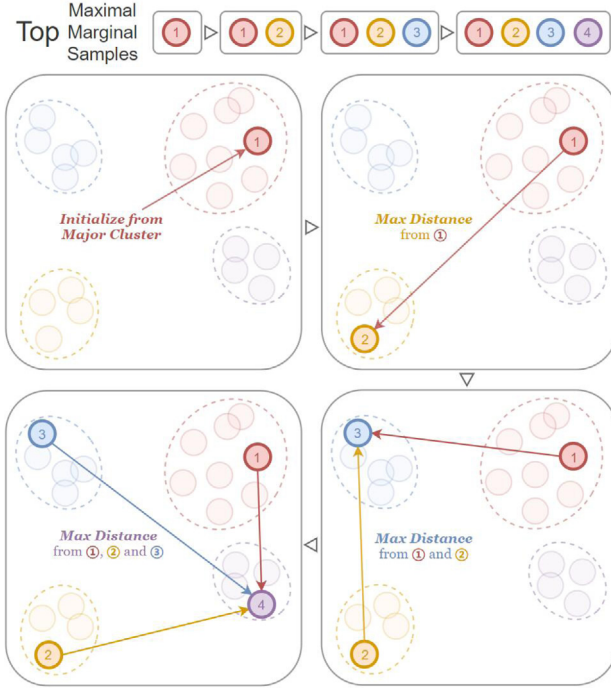 Top Maximal
Marginal
Samples
1 1 2 1 2 3 1 2 3 4
1
Initialize from
Major Cluster
1
Max Distance
from ①
2
3
1
Max Distance
from ①, ② and ③
4
2
3
1
Max Distance
from ① and ②
2